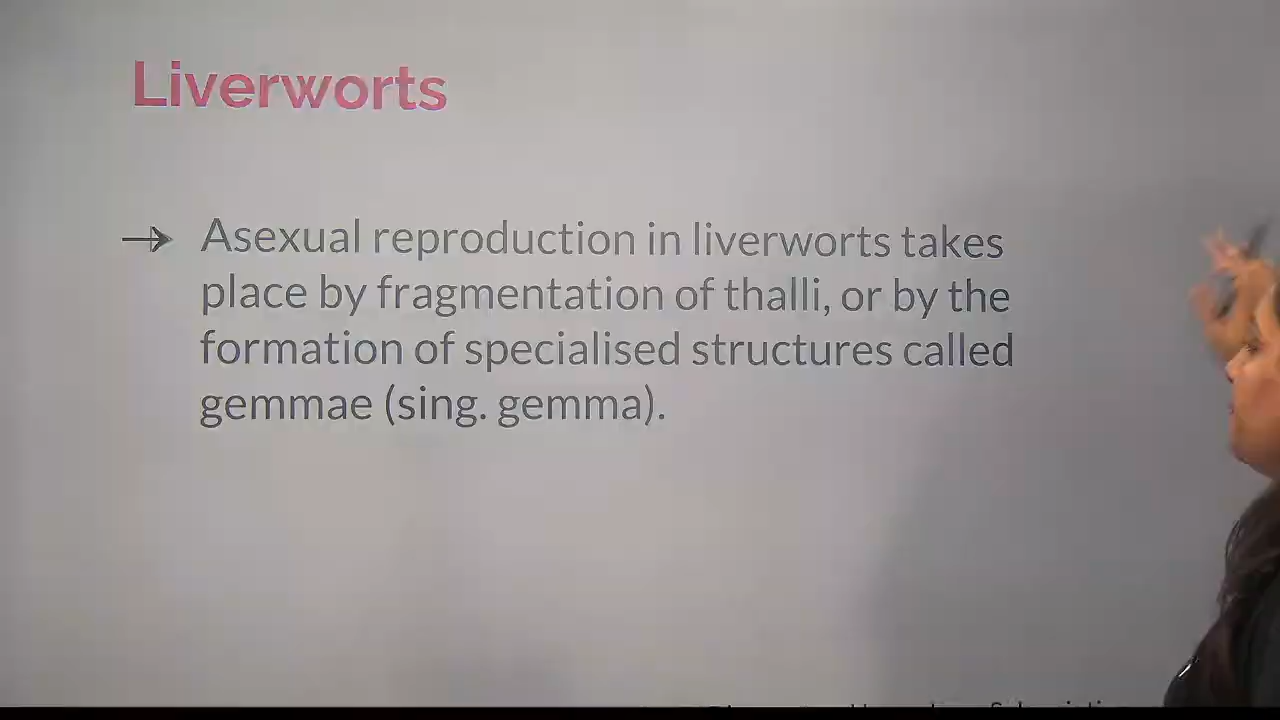 Liverworts
→ Asexual reproduction in liverworts takes
place by fragmentation of thalli, or by the
formation of specialised structures called
gemmae (sing. gemma).